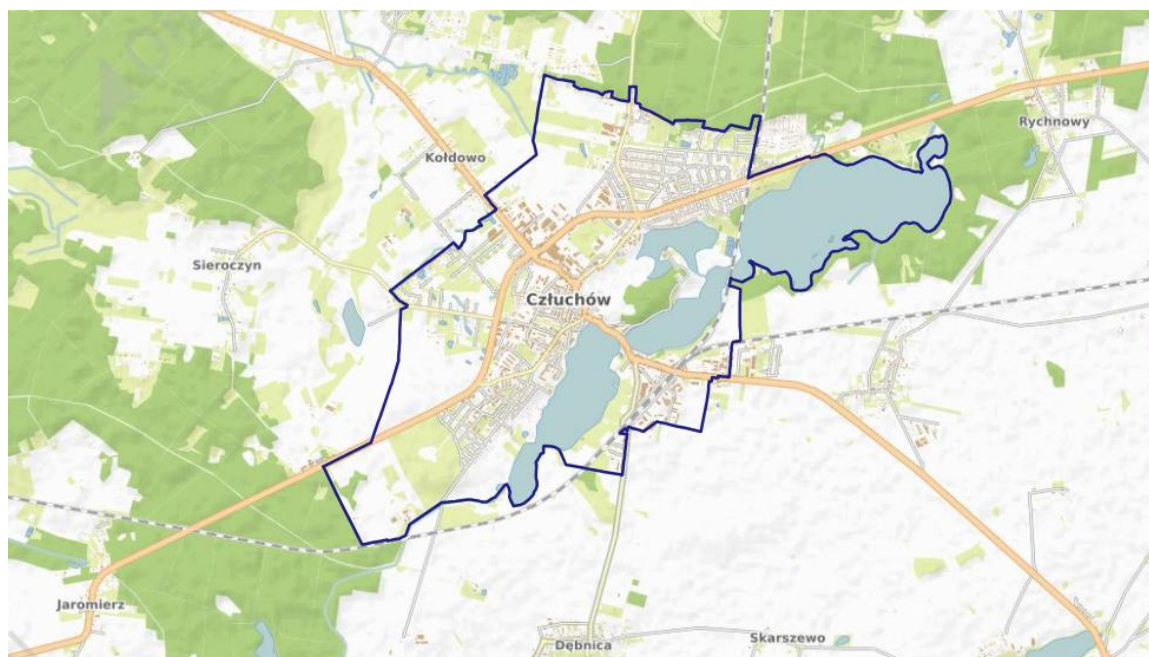 Rychnowy
Kołdowo
Sieroczyn
Człuchów
Jaromierz
Dębnica
Skarszewo